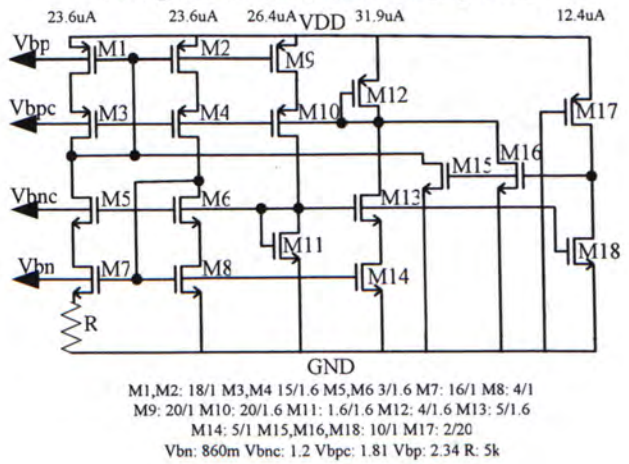 23.6uA 23.6uA 26.4uA 31.9uA 12.4uA
VDD
Vbp M1 M2 M9
M12 M17
Vbpc M3 M4 M10
M15 M16
Vbnc M5 M6 M13
M11 M18
Vbn M7 M8 M14
R
GND
M1,M2: 18/1 M3,M4 15/1.6 M5,M6 3/1.6 M7: 16/1 M8: 4/1
M9: 20/1 M10: 20/1.6 M11: 1.6/1.6 M12: 4/1.6 M13: 5/1.6
M14: 5/1 M15,M16,M18: 10/1 M17: 2/20
Vbn: 860m Vbnc: 1.2 Vbpc: 1.81 Vbp: 2.34 R: 5k